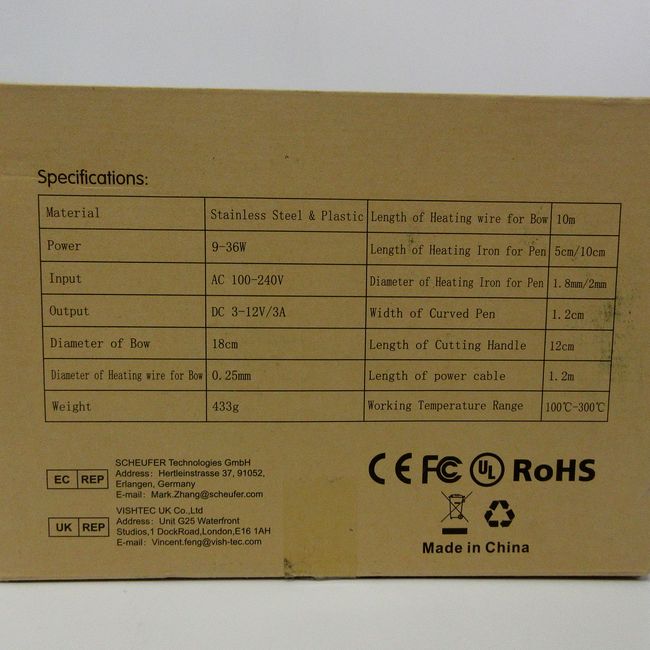 Specifications:
Material Stainless Steel & Plastic Length of Heating wire for Bow 10m
Power 9-36W Length of Heating Iron for Pen 5cm/10cm
Input AC 100-240V Diameter of Heating Iron for Pen 1.8mm/2mm
Output DC 3-12V/3A Width of Curved Pen 1.2cm
Diameter of Bow 18cm Length of Cutting Handle 12cm
Diameter of Heating wire for Bow 0.25mm Length of power cable 1.2m
Weight 433g Working Temperature Range 100℃-300℃
EC REP
SCHEUFER Technologies GmbH
Address: Hertleinstrasse 37, 91052,
Erlangen, Germany
E-mail: Mark.Zhang@scheufer.com
UK REP
VISHTEC UK Co.,Ltd
Address: Unit G25 Waterfront
Studios,1 DockRoad,London,E16 1AH
E-mail: Vincent.feng@vish-tec.com
CE FC UL RoHS
Made in China